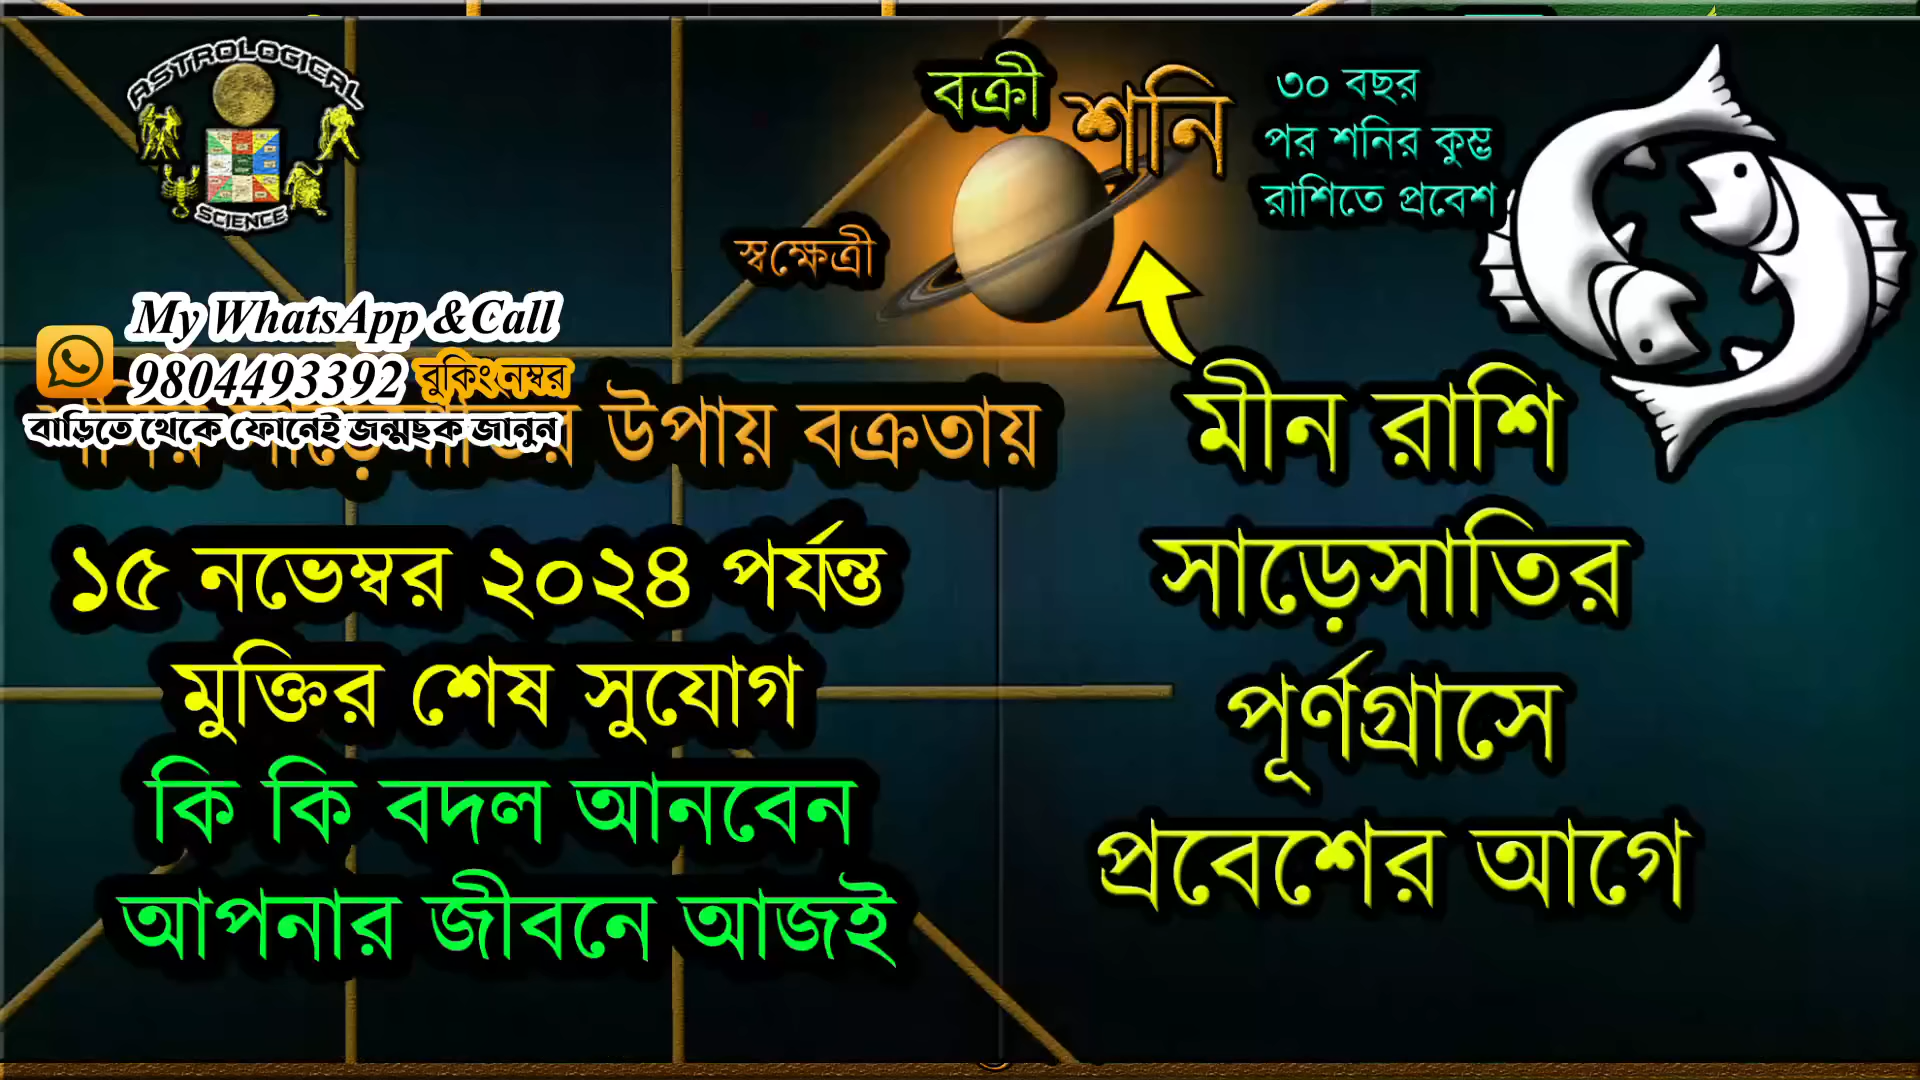 ASTROLOGICAL
SCIENCE
বক্রী
শনি
স্বক্ষেত্রী
৩০ বছর
পর শনির কুম্ভ
রাশিতে প্রবেশ
My WhatsApp &Call
9804493392 বুকিং নম্বর
বাড়িতে থেকে ফোনেই জন্মছক জানুন
উপায় বক্রতায়
১৫ নভেম্বর ২০২৪ পর্যন্ত
মুক্তির শেষ সুযোগ
কি কি বদল আনবেন
আপনার জীবনে আজই
মীন রাশি
সাড়েসাতির
পূর্ণগ্রাসে
প্রবেশের আগে